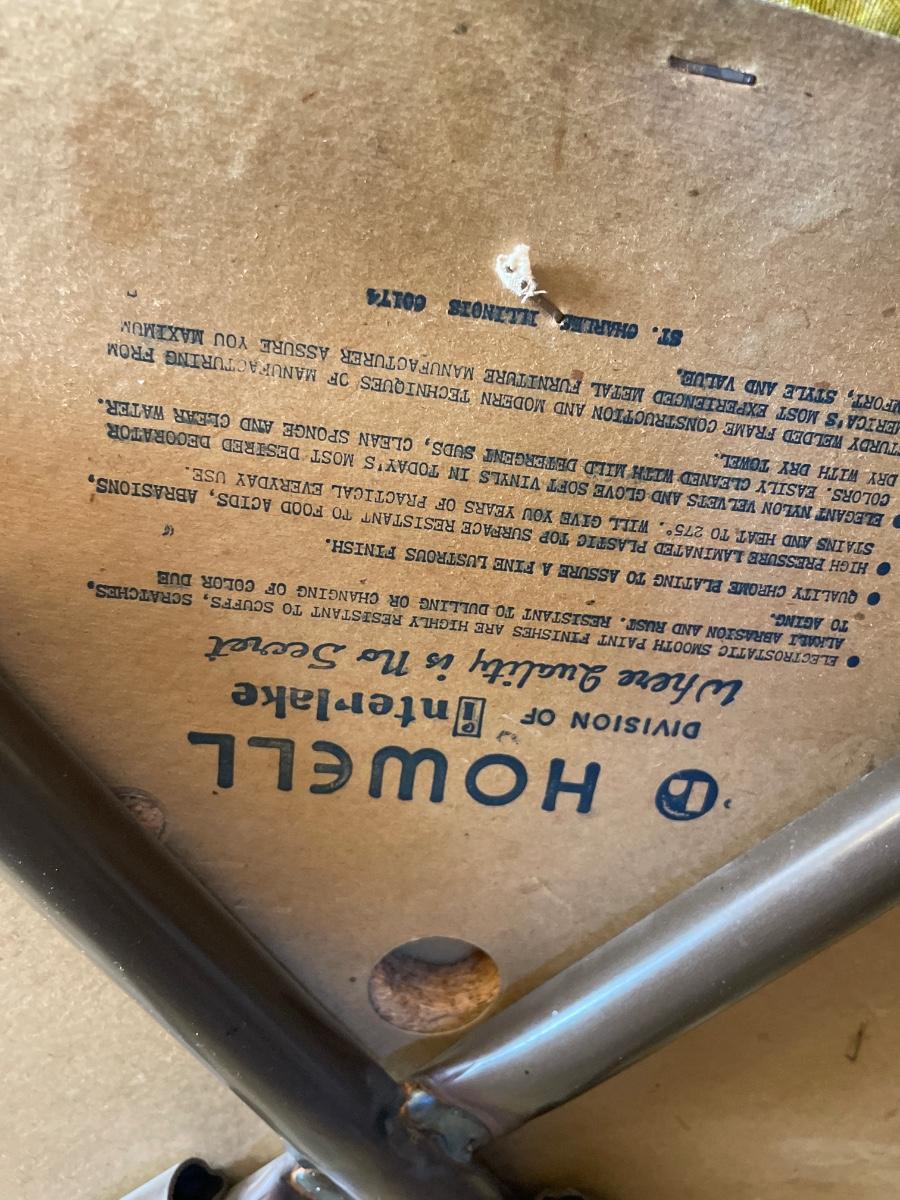 HOWELL
DIVISION OF interlake
Where Quality is No Secret
● ELECTROSTATIC SMOOTH PAINT FINISHES ARE HIGHLY RESISTANT TO SCUFFS, SCRATCHES,
ALKALI ABRASION AND RUST. RESISTANT TO DULLING OR CHANGING OF COLOR DUE
TO AGING.
● QUALITY CHROME PLATING TO ASSURE A FINE LUSTROUS FINISH.
● HIGH PRESSURE LAMINATED PLASTIC TOP SURFACE RESISTANT TO FOOD ACIDS, ABRASIONS,
STAINS AND HEAT TO 275°. WILL GIVE YOU YEARS OF PRACTICAL EVERYDAY USE.
● ELEGANT NYLON VELVETS AND GLOVE SOFT VINYLS IN TODAY'S MOST DESIRED DECORATOR
COLORS. EASILY CLEANED WITH MILD DETERGENT SUDS, CLEAN SPONGE AND CLEAR WATER.
DRY WITH DRY TOWEL.
TURDY WELDED FRAME CONSTRUCTION AND MODERN TECHNIQUES OF MANUFACTURING FROM
MERICA'S MOST EXPERIENCED METAL FURNITURE MANUFACTURER ASSURE YOU MAXIMUM
MFORT, STYLE AND VALUE.
ST. CHARLES ILLINOIS 60174